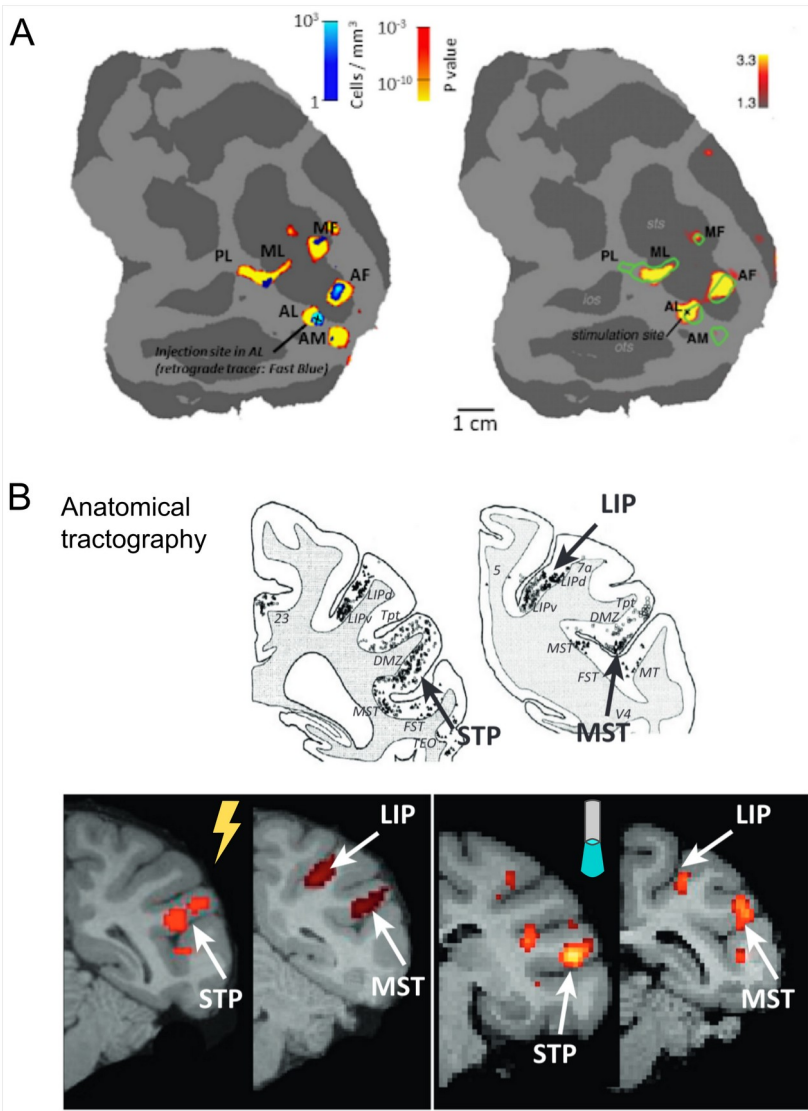 A
10³
1
Cells / mm³
10⁻³
10⁻¹⁰
P value
3.3
1.3
PL
ML
MF
AF
AL
AM
Injection site in AL
(retrograde tracer: Fast Blue)
sts
MF
PL
ML
AF
ios
AL
stimulation site
AM
ots
1 cm
B
Anatomical
tractography
LIP
23
LIPd
LIPv
Tpt
DMZ
MST
FST
TEO
STP
5
7a
LIPd
LIPv
Tpt
DMZ
MST
FST
MT
V4
MST
LIP
STP
MST
LIP
STP
MST